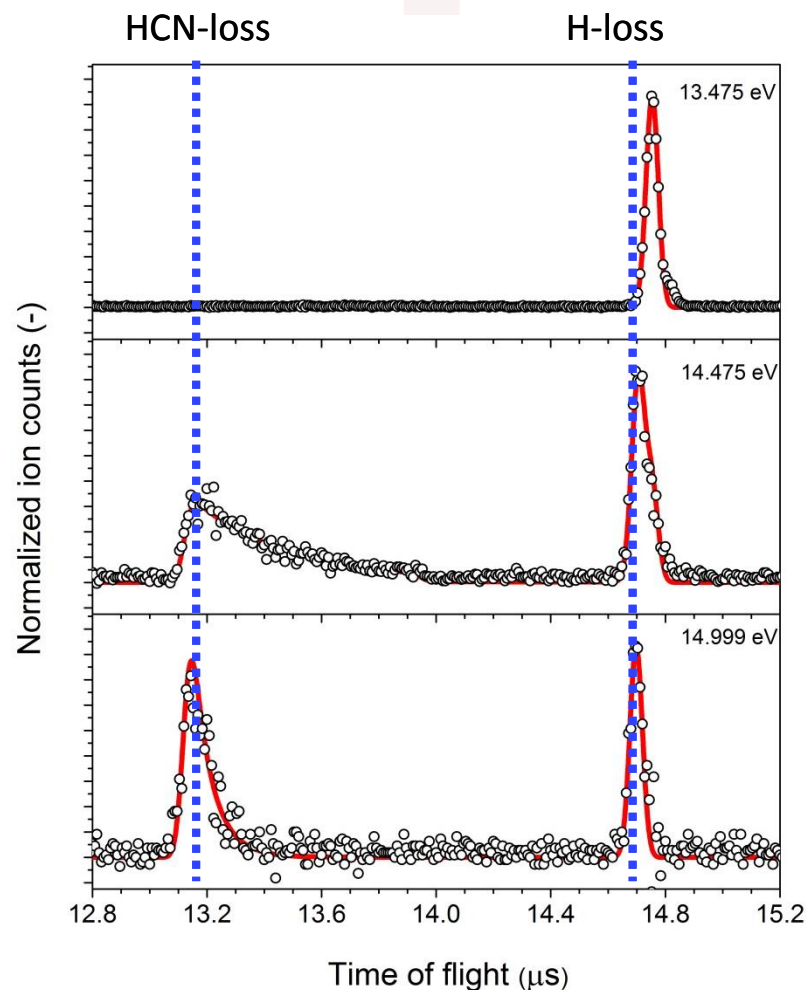 HCN-loss
H-loss
13.475 eV
14.475 eV
14.999 eV
Normalized ion counts (-)
12.8 13.2 13.6 14.0 14.4 14.8 15.2
Time of flight (μs)